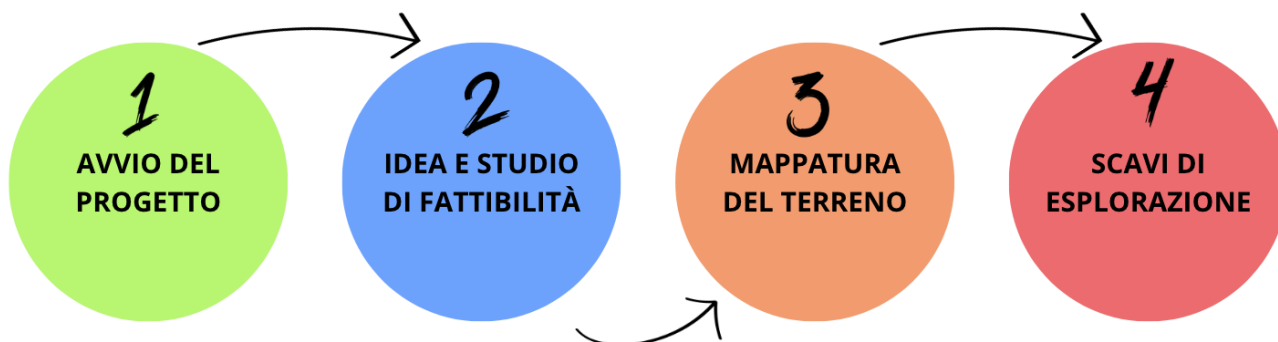 1
AVVIO DEL
PROGETTO
2
IDEA E STUDIO
DI FATTIBILITÀ
3
MAPPATURA
DEL TERRENO
4
SCAVI DI
ESPLORAZIONE